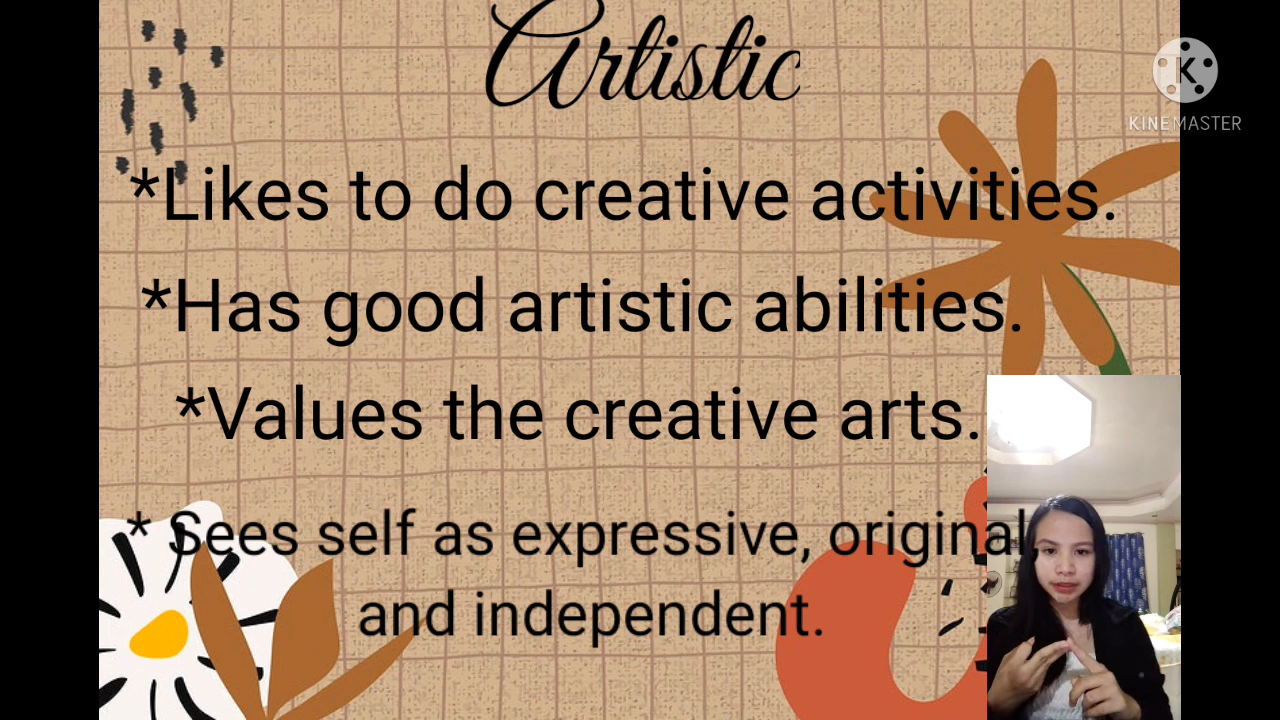 Artistic
K
KINEMASTER
*Likes to do creative activities.
*Has good artistic abilities.
*Values the creative arts.
* Sees self as expressive, original,
and independent.